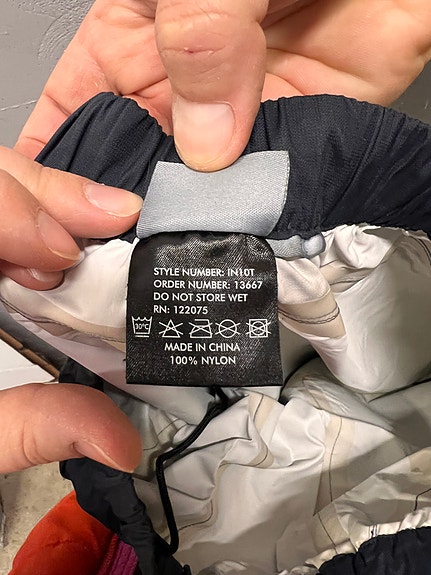 STYLE NUMBER: IN10T
ORDER NUMBER: 13667
DO NOT STORE WET
RN: 122075
30°C
MADE IN CHINA
100% NYLON